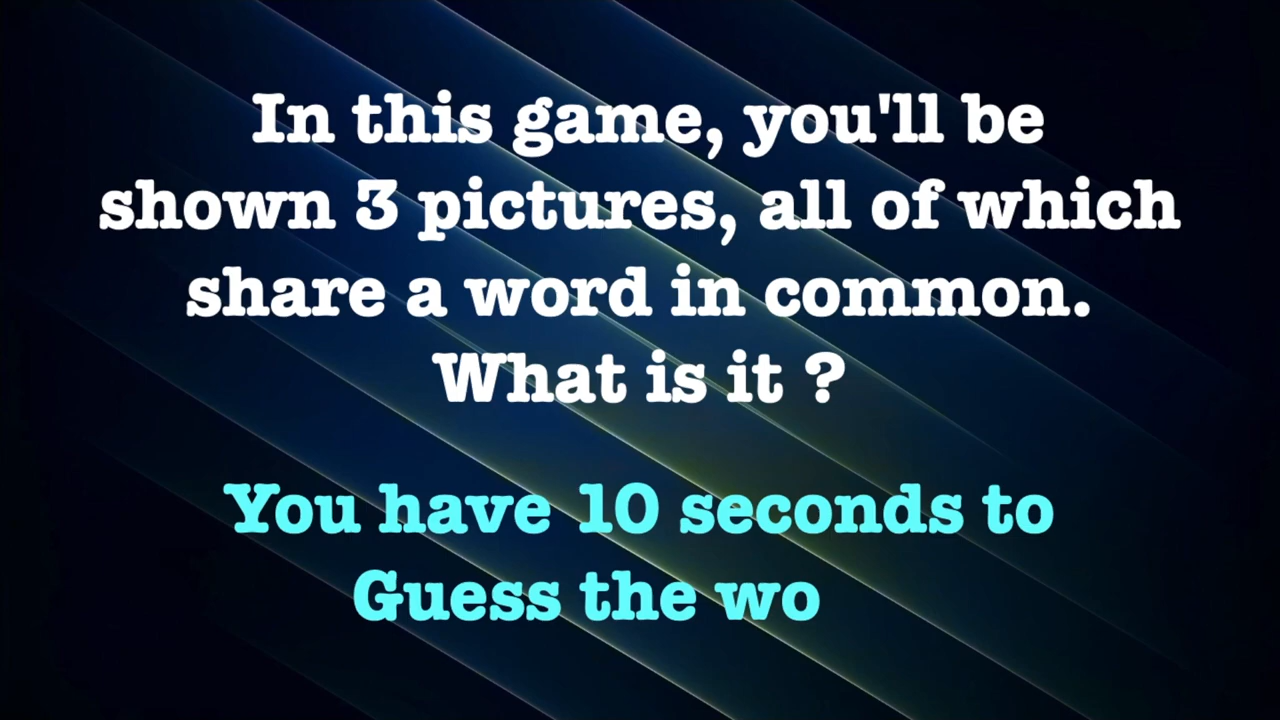 In this game, you'll be
shown 3 pictures, all of which
share a word in common.
What is it ?
You have 10 seconds to
Guess the wo